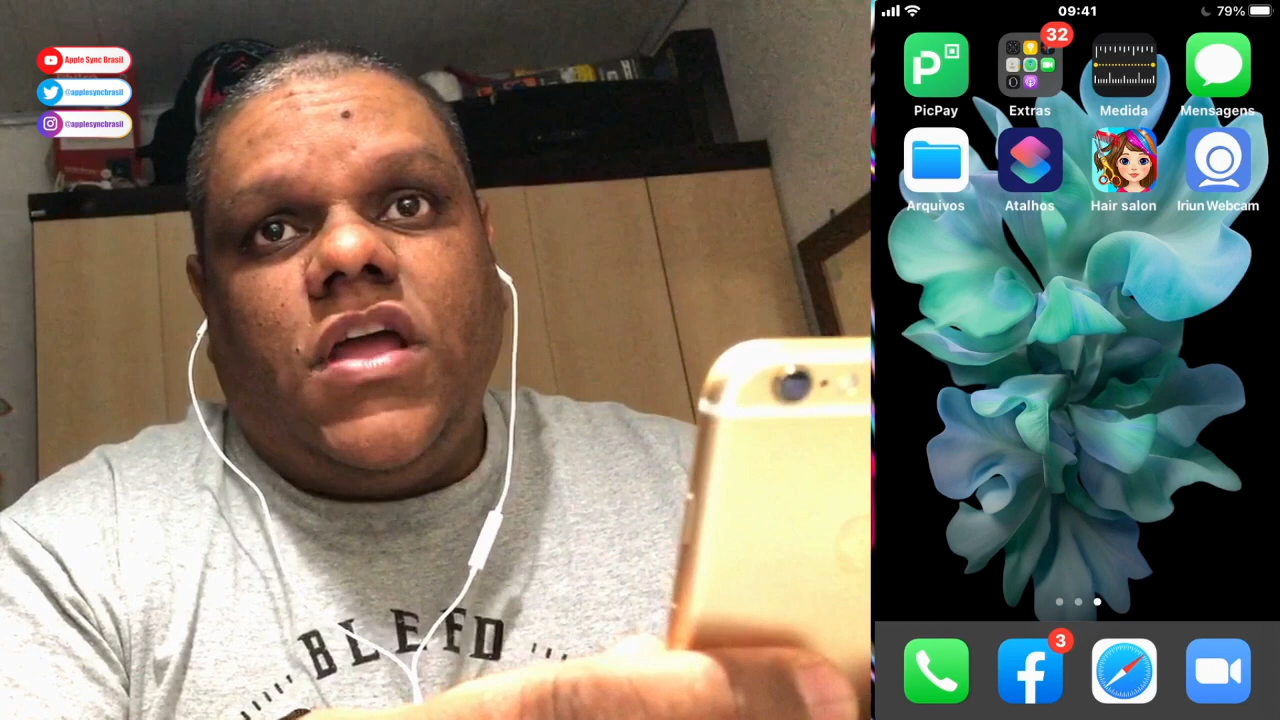 Apple Sync Brasil
@applesyncbrasil
@applesyncbrasil
BLEED
09:41
79%
32
PicPay
Extras
Medida
Mensagens
Arquivos
Atalhos
Hair salon
Iriun Webcam
3